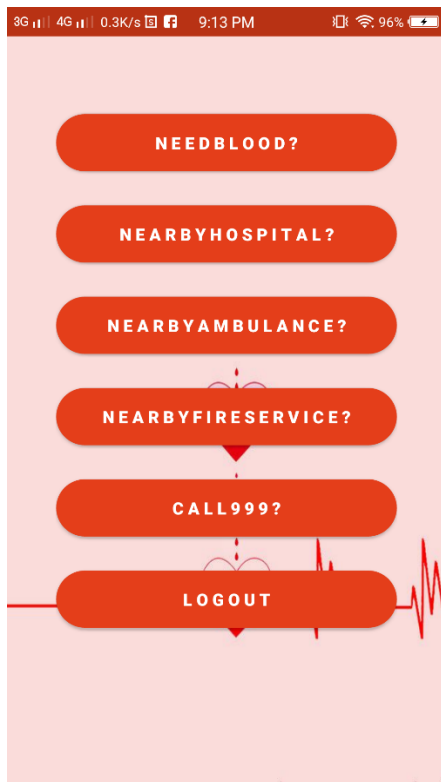 3G 4G 0.3K/s S f 9:13 PM 96%
NEEDBLOOD?
NEARBYHOSPITAL?
NEARBYAMBULANCE?
NEARBYFIRESERVICE?
CALL999?
LOGOUT